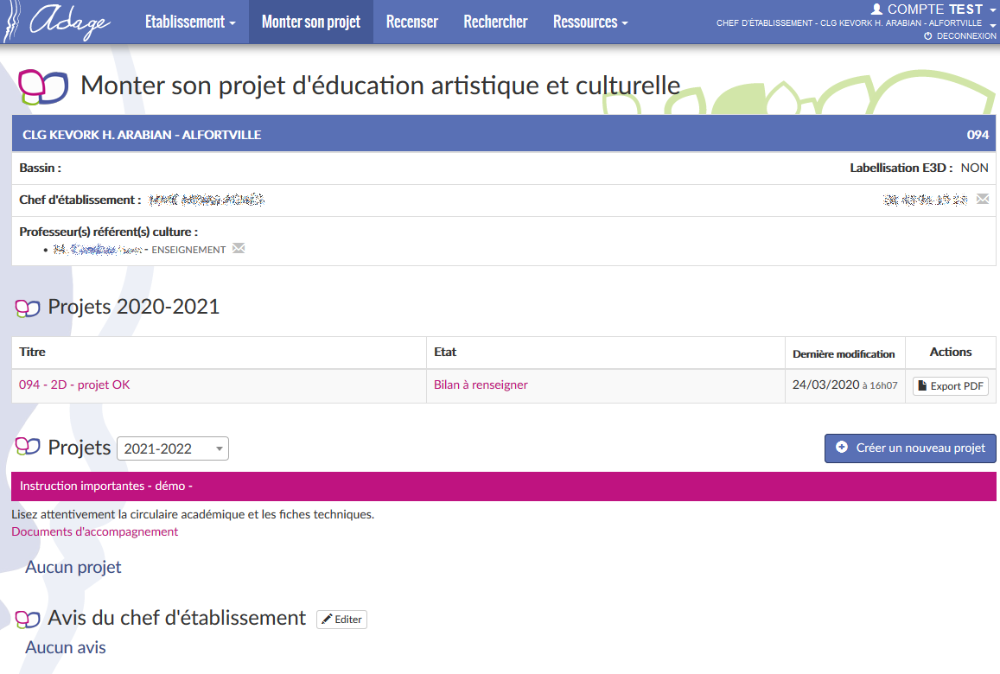 Adage
Etablissement
Monter son projet
Recenser
Rechercher
Ressources
COMPTE TEST
CHEF D'ÉTABLISSEMENT - CLG KEVORK H. ARABIAN - ALFORTVILLE
DECONNEXION
Monter son projet d'éducation artistique et culturelle
CLG KEVORK H. ARABIAN - ALFORTVILLE 094
Bassin : Labellisation E3D : NON
Chef d'établissement :
Professeur(s) référent(s) culture :
- ENSEIGNEMENT
Projets 2020-2021
Titre Etat Dernière modification Actions
094 - 2D - projet OK Bilan à renseigner 24/03/2020 à 16h07 Export PDF
Projets 2021-2022 Créer un nouveau projet
Instruction importantes - démo -
Lisez attentivement la circulaire académique et les fiches techniques.
Documents d'accompagnement
Aucun projet
Avis du chef d'établissement Editer
Aucun avis